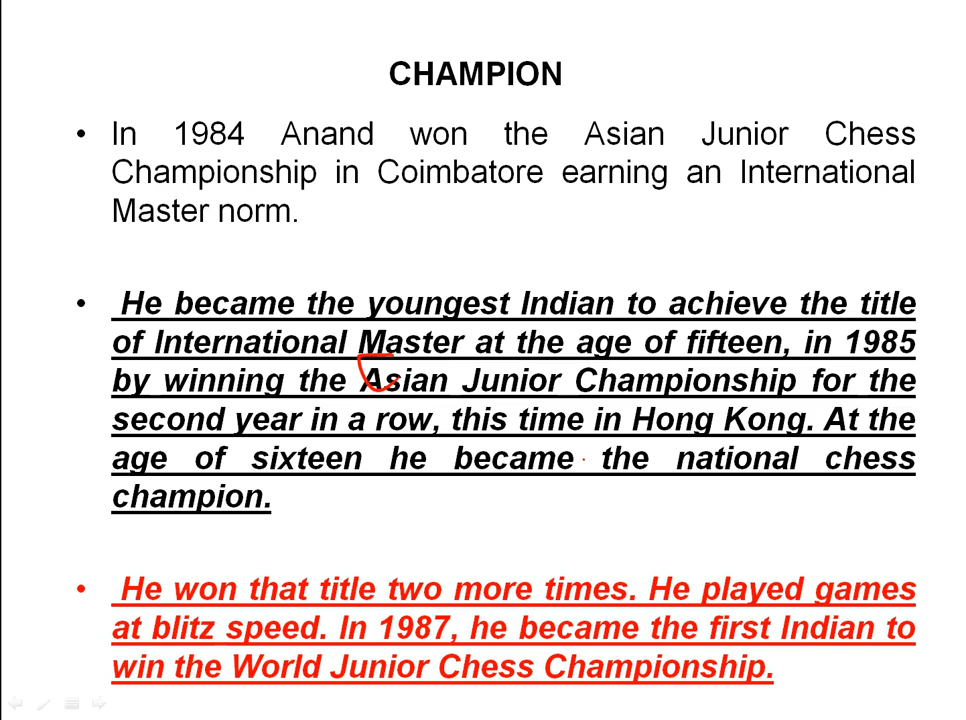 CHAMPION
• In 1984 Anand won the Asian Junior Chess
Championship in Coimbatore earning an International
Master norm.
• He became the youngest Indian to achieve the title
of International Master at the age of fifteen, in 1985
by winning the Asian Junior Championship for the
second year in a row, this time in Hong Kong. At the
age of sixteen he became the national chess
champion.
• He won that title two more times. He played games
at blitz speed. In 1987, he became the first Indian to
win the World Junior Chess Championship.